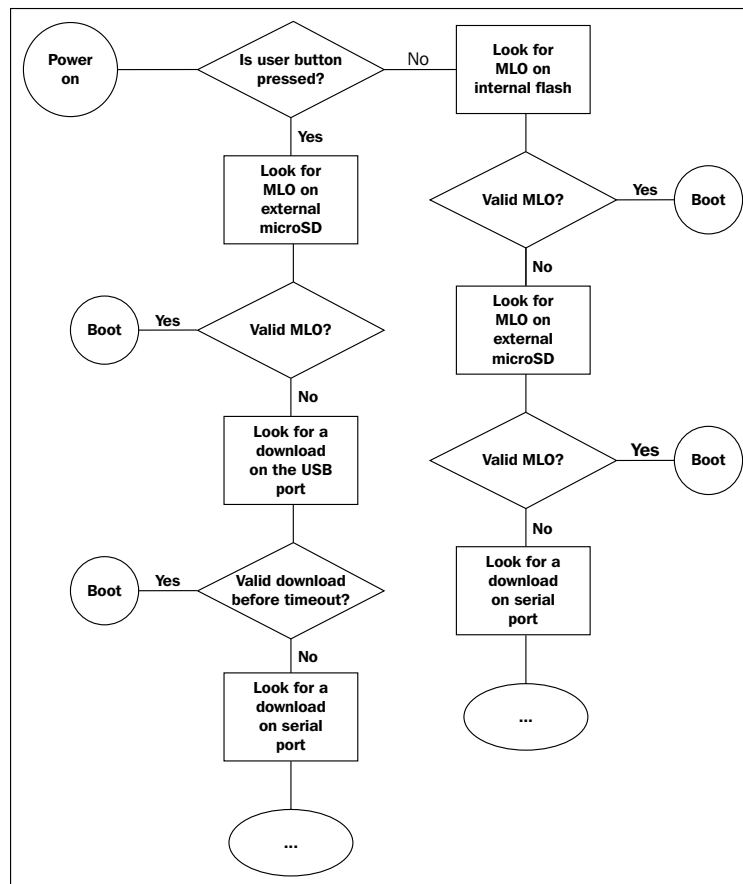 Power
on
Is user button
pressed?
No
Look for
MLO on
internal flash
Yes
Look for
MLO on
external
microSD
Valid MLO?
Yes
Boot
No
Look for
MLO on
external
microSD
Boot
Yes
Valid MLO?
No
Look for a
download
on the USB
port
Valid MLO?
Yes
Boot
No
Look for a
download
on serial
port
Boot
Yes
Valid download
before timeout?
No
Look for a
download
on serial
port
...
...